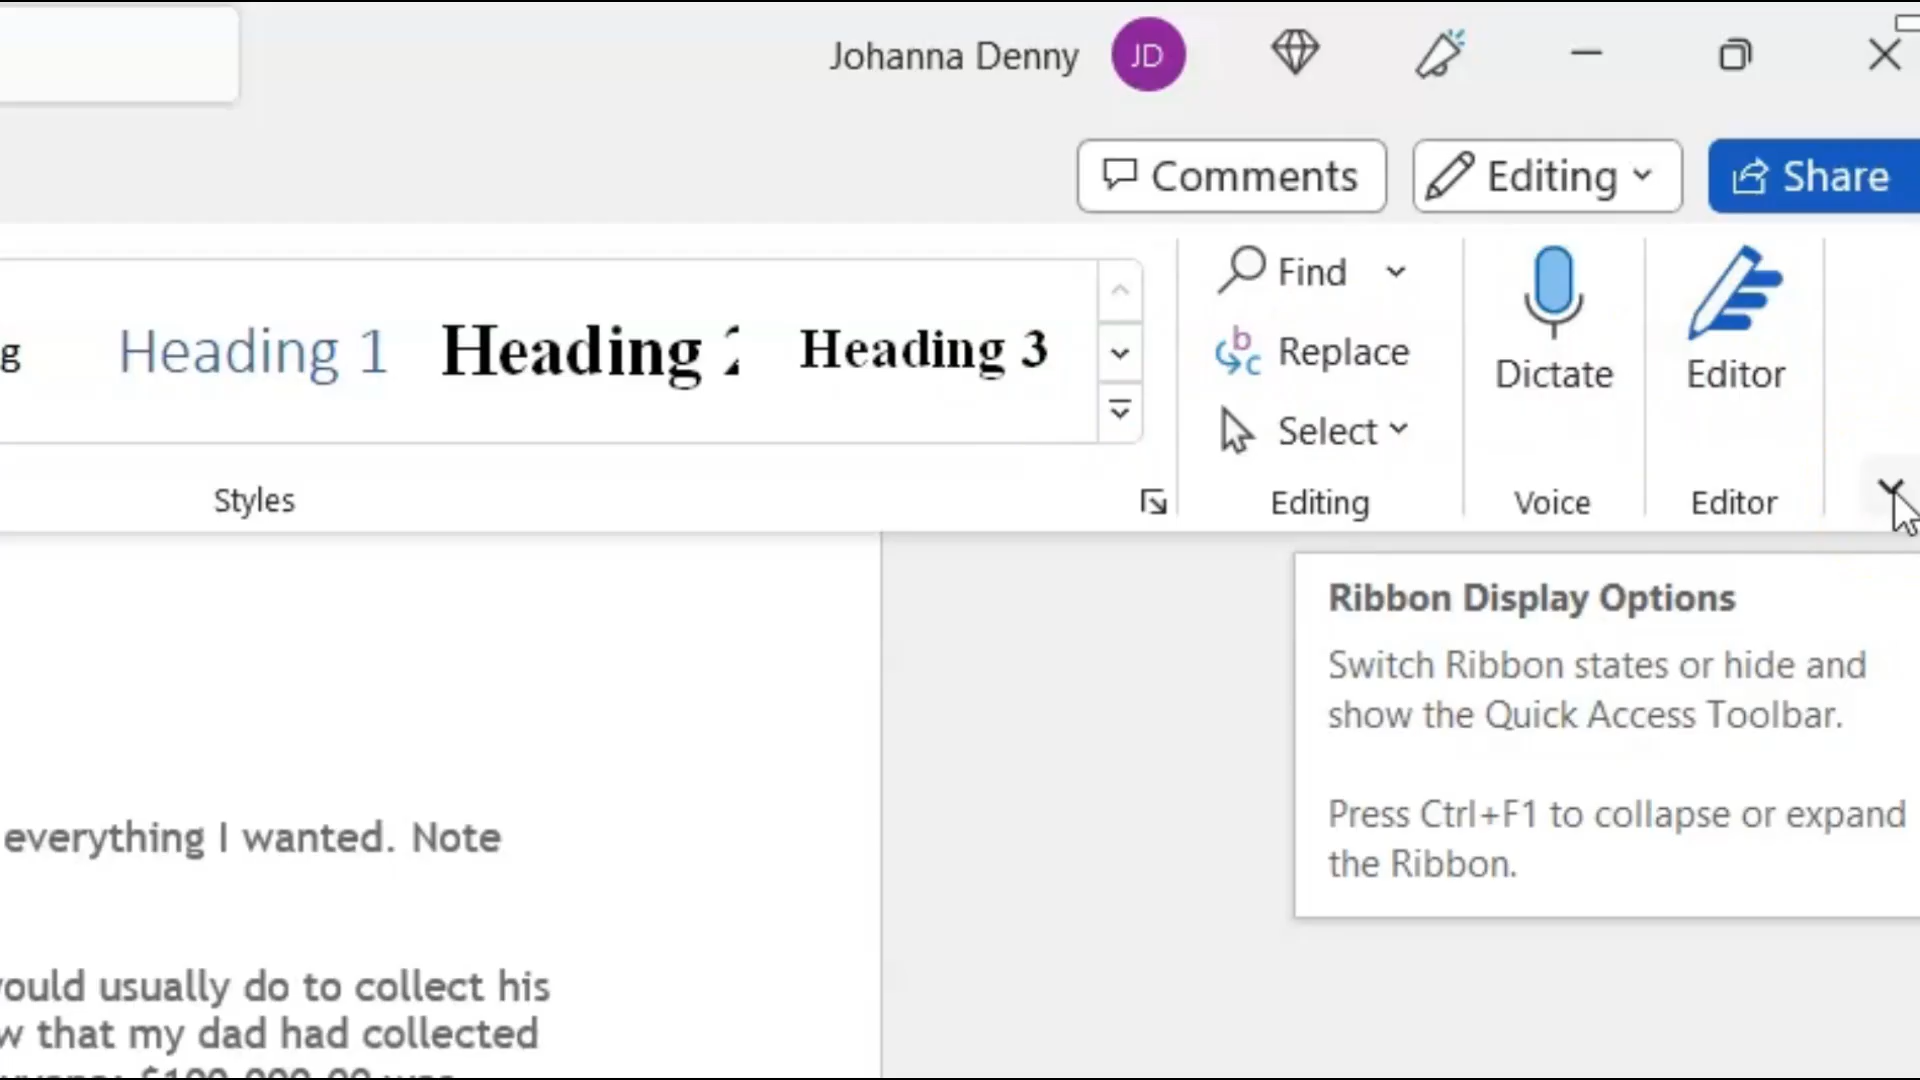 Johanna Denny JD
Comments Editing Share
g Heading 1 Heading Heading 3
Find
Replace
Select
Dictate
Editor
Styles Editing Voice Editor
Ribbon Display Options
Switch Ribbon states or hide and
show the Quick Access Toolbar.
Press Ctrl+F1 to collapse or expand
the Ribbon.
everything I wanted. Note
ould usually do to collect his
w that my dad had collected